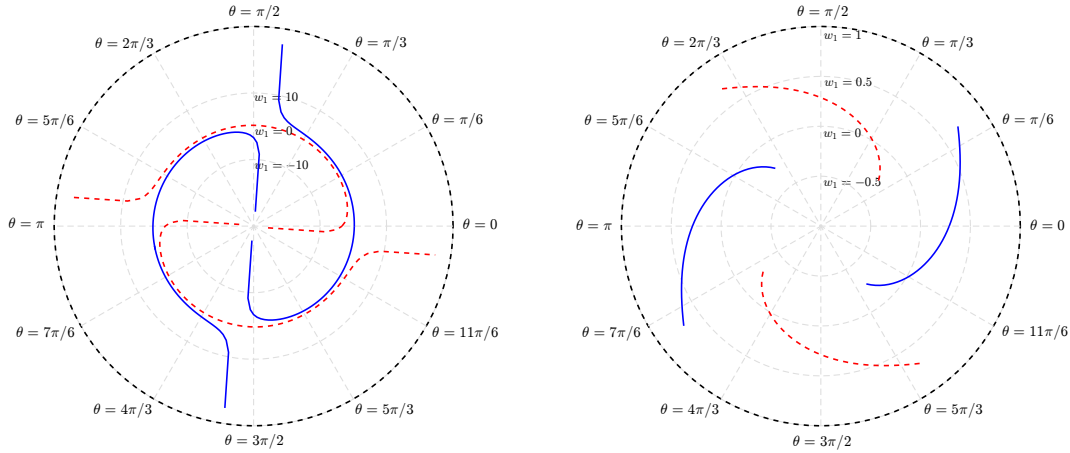 θ = π/2
θ = 2π/3
θ = π/3
w₁ = 10
θ = 5π/6
θ = π/6
w₁ = 0
w₁ = −10
θ = π
θ = 0
θ = 7π/6
θ = 11π/6
θ = 4π/3
θ = 5π/3
θ = 3π/2
θ = π/2
w₁ = 1
θ = 2π/3
θ = π/3
w₁ = 0.5
θ = 5π/6
θ = π/6
w₁ = 0
w₁ = −0.5
θ = π
θ = 0
θ = 7π/6
θ = 11π/6
θ = 4π/3
θ = 5π/3
θ = 3π/2